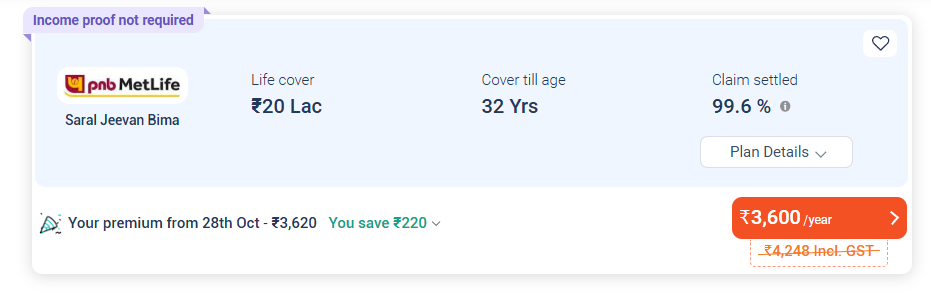 Income proof not required
pnb MetLife
Saral Jeevan Bima
Life cover
₹20 Lac
Cover till age
32 Yrs
Claim settled
99.6 %
Plan Details
Your premium from 28th Oct - ₹3,620 You save ₹220
₹3,600 /year
₹4,248 Incl. GST